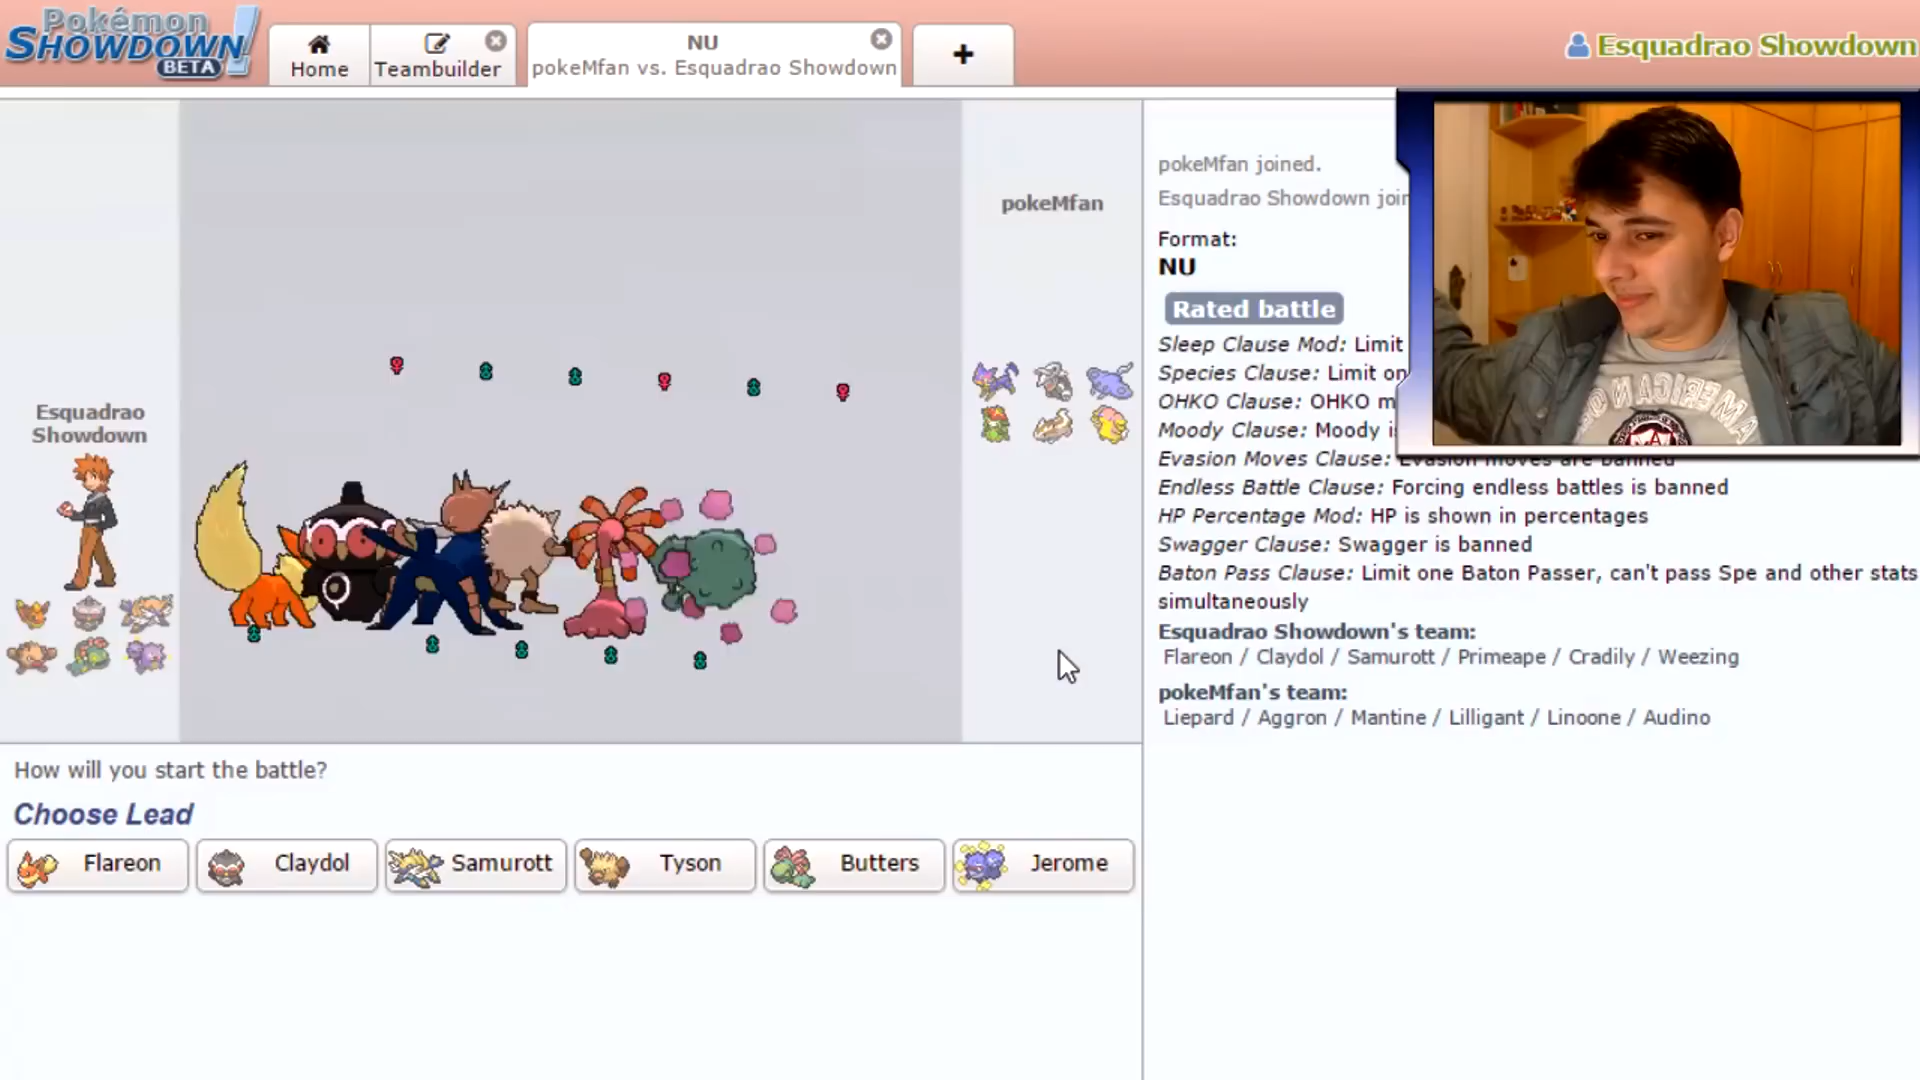 Pokémon
SHOWDOWN!
BETA
Home
Teambuilder
NU
pokeMfan vs. Esquadrao Showdown
+
Esquadrao Showdown
pokeMfan
Esquadrao
Showdown
pokeMfan joined.
Esquadrao Showdown join
Format:
NU
Rated battle
Sleep Clause Mod: Limit
Species Clause: Limit on
OHKO Clause: OHKO m
Moody Clause: Moody i
Evasion Moves Clause: Evasion moves are banned
Endless Battle Clause: Forcing endless battles is banned
HP Percentage Mod: HP is shown in percentages
Swagger Clause: Swagger is banned
Baton Pass Clause: Limit one Baton Passer, can't pass Spe and other stats
simultaneously
Esquadrao Showdown's team:
Flareon / Claydol / Samurott / Primeape / Cradily / Weezing
pokeMfan's team:
Liepard / Aggron / Mantine / Lilligant / Linoone / Audino
How will you start the battle?
Choose Lead
Flareon
Claydol
Samurott
Tyson
Butters
Jerome